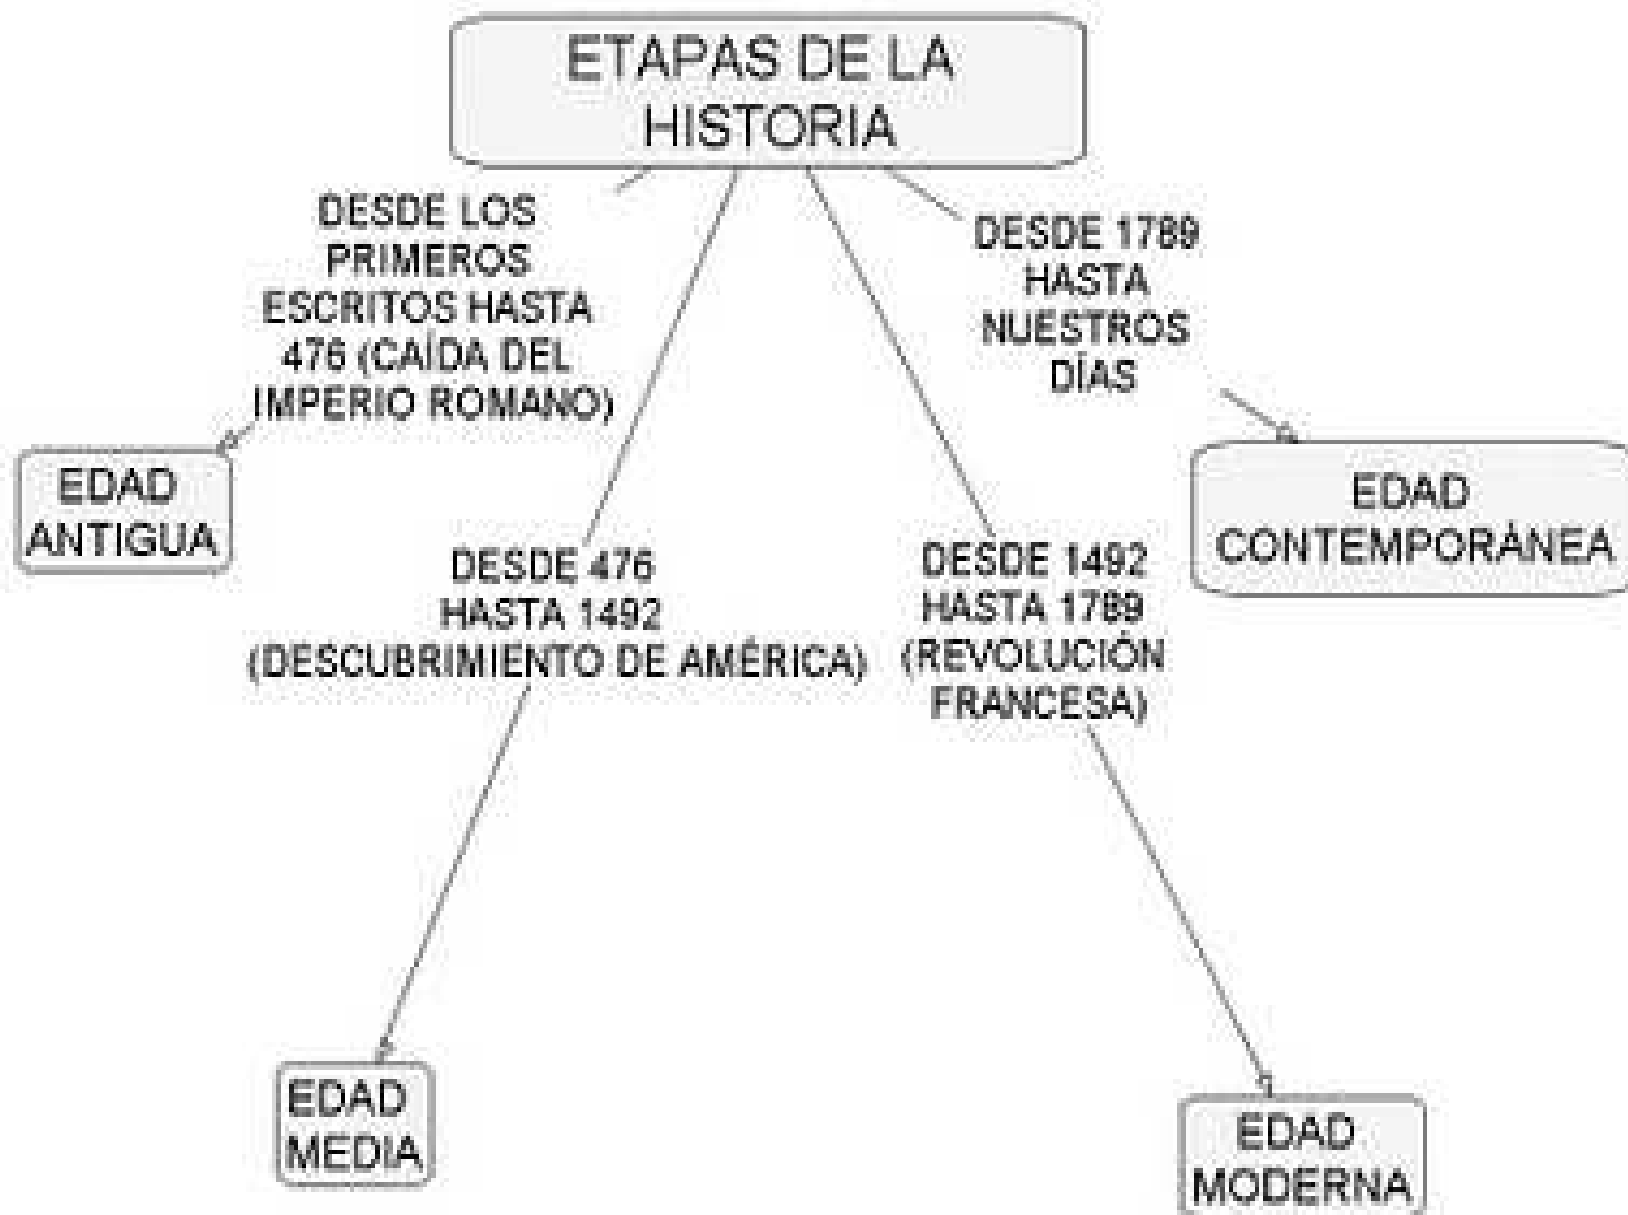 ETAPAS DE LA
HISTORIA
DESDE LOS
PRIMEROS
ESCRITOS HASTA
476 (CAÍDA DEL
IMPERIO ROMANO)
EDAD
ANTIGUA
DESDE 476
HASTA 1492
(DESCUBRIMIENTO DE AMÉRICA)
EDAD
MEDIA
DESDE 1492
HASTA 1789
(REVOLUCIÓN
FRANCESA)
EDAD
MODERNA
DESDE 1789
HASTA
NUESTROS
DÍAS
EDAD
CONTEMPORÁNEA